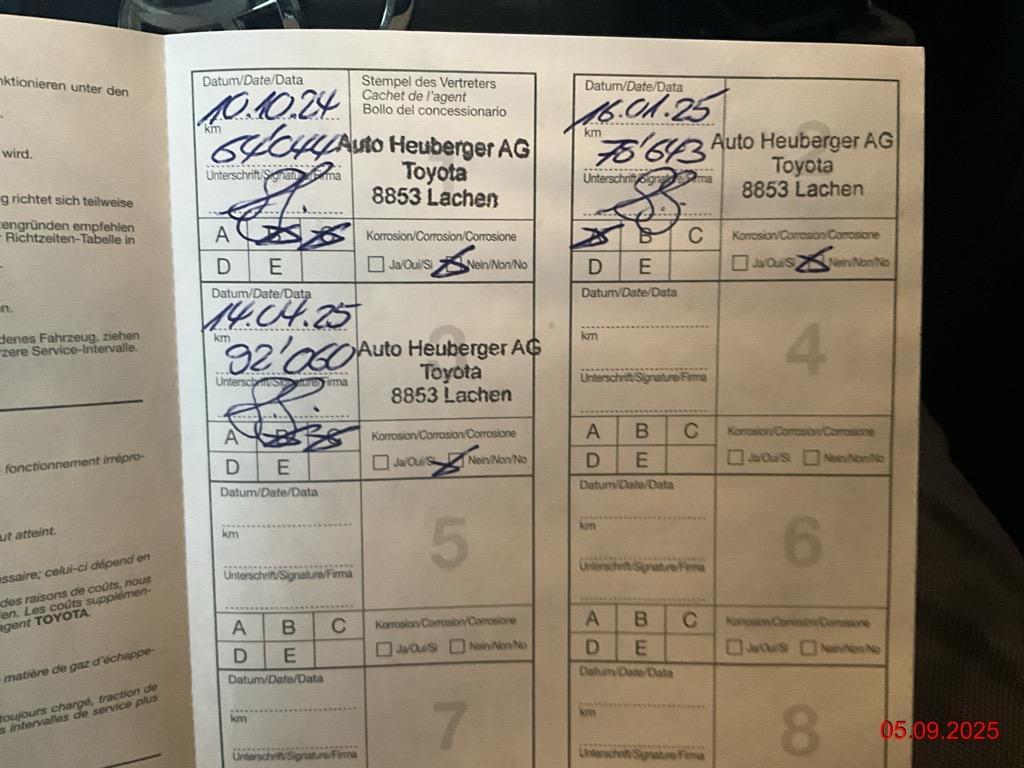 nktionieren unter den
wird.
g richtet sich teilweise
tengründen empfehlen
r Richtzeiten-Tabelle in
en.
denes Fahrzeug, ziehen
rzere Service-Intervalle.
fonctionnement irrépro-
ut atteint.
ssaire; celui-ci dépend en
des raisons de coûts, nous
en. Les coûts supplémen-
agent TOYOTA
matière de gaz d'échappe-
toujours chargé, traction de
s intervalles de service plus
Datum/Date/Data
10.10.24
km
64'044
Unterschrift/Signature/Firma
Stempel des Vertreters
Cachet de l'agent
Bollo del concessionario
Auto Heuberger AG
Toyota
8853 Lachen
A
D E
Korrosion/Corrosion/Corrosione
Ja/Oui/Si Nein/Non/No
Datum/Date/Data
16.01.25
km
78'643
Unterschrift/Signature/Firma
Auto Heuberger AG
Toyota
8853 Lachen
A B C
D E
Korrosion/Corrosion/Corrosione
Ja/Oui/Si Nein/Non/No
Datum/Date/Data
14.04.25
km
92'060
Unterschrift/Signature/Firma
3
Auto Heuberger AG
Toyota
8853 Lachen
A B
D E
Korrosion/Corrosion/Corrosione
Ja/Oui/Si Nein/Non/No
Datum/Date/Data
km
Unterschrift/Signature/Firma
4
A B C
D E
Korrosion/Corrosion/Corrosione
Ja/Oui/Si Nein/Non/No
Datum/Date/Data
km
Unterschrift/Signature/Firma
5
A B C
D E
Korrosion/Corrosion/Corrosione
Ja/Oui/Si Nein/Non/No
Datum/Date/Data
km
Unterschrift/Signature/Firma
6
A B C
D E
Korrosion/Corrosion/Corrosione
Ja/Oui/Si Nein/Non/No
Datum/Date/Data
km
Unterschrift/Signature/Firma
7
Datum/Date/Data
km
Unterschrift/Signature/Firma
8
05.09.2025